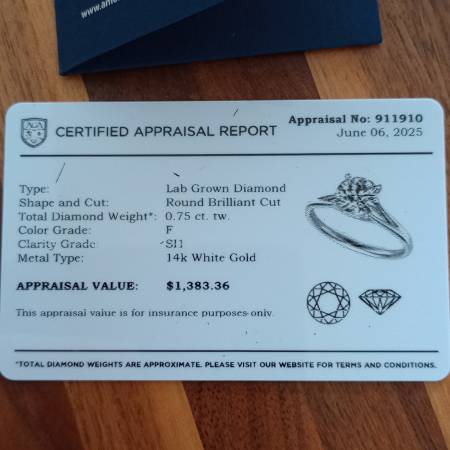 www.ame
AGA
CERTIFIED APPRAISAL REPORT
Appraisal No: 911910
June 06, 2025
Type: Lab Grown Diamond
Shape and Cut: Round Brilliant Cut
Total Diamond Weight*: 0.75 ct. tw.
Color Grade: F
Clarity Grade: SI1
Metal Type: 14k White Gold
APPRAISAL VALUE: $1,383.36
This appraisal value is for insurance purposes only.
*TOTAL DIAMOND WEIGHTS ARE APPROXIMATE. PLEASE VISIT OUR WEBSITE FOR TERMS AND CONDITIONS.